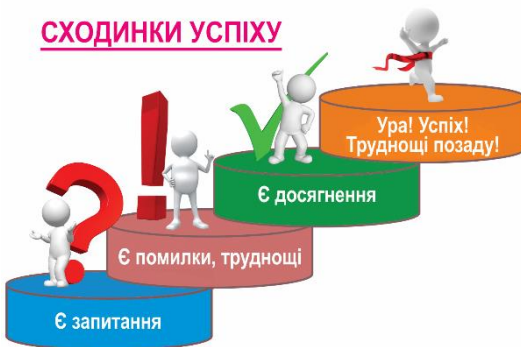 СХОДИНКИ УСПІХУ
Ура! Успіх!
Труднощі позаду!
Є досягнення
Є помилки, труднощі
Є запитання